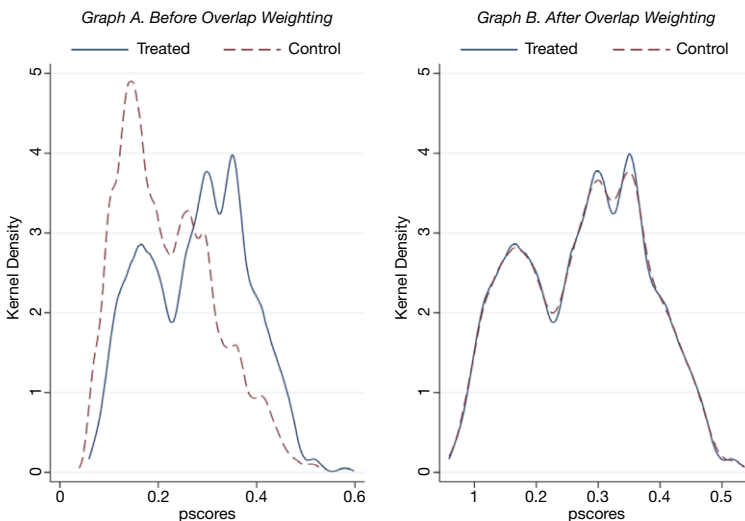 Graph A. Before Overlap Weighting
Treated Control
5
4
3
2
1
0
Kernel Density
0 0.2 0.4 0.6
pscores
Graph B. After Overlap Weighting
Treated Control
5
4
3
2
1
0
Kernel Density
1 0.2 0.3 0.4 0.5
pscores